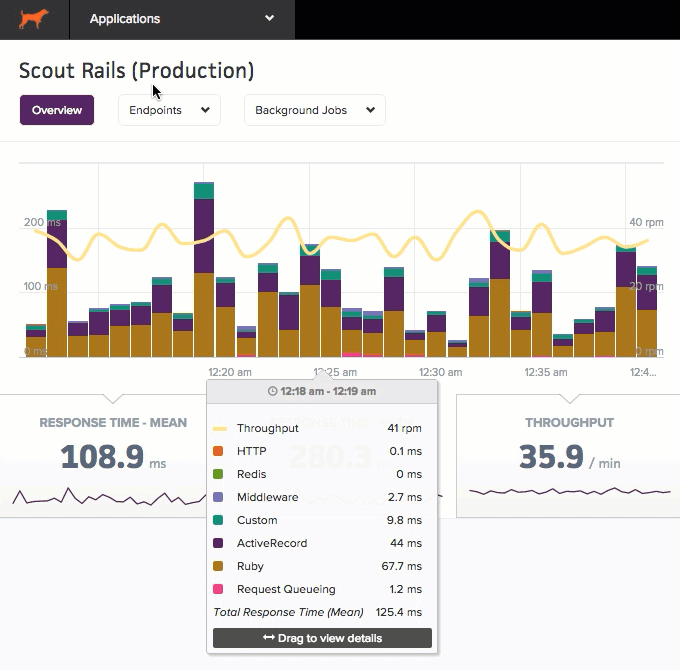 Applications
Scout Rails (Production)
Overview
Endpoints
Background Jobs
200 ms
40 rpm
100 ms
20 rpm
0 ms
0 rpm
12:20 am
12:25 am
12:30 am
12:35 am
12:4...
12:18 am - 12:19 am
RESPONSE TIME - MEAN
108.9 ms
280.3
THROUGHPUT
35.9 / min
Throughput 41 rpm
HTTP 0.1 ms
Redis 0 ms
Middleware 2.7 ms
Custom 9.8 ms
ActiveRecord 44 ms
Ruby 67.7 ms
Request Queueing 1.2 ms
Total Response Time (Mean) 125.4 ms
Drag to view details